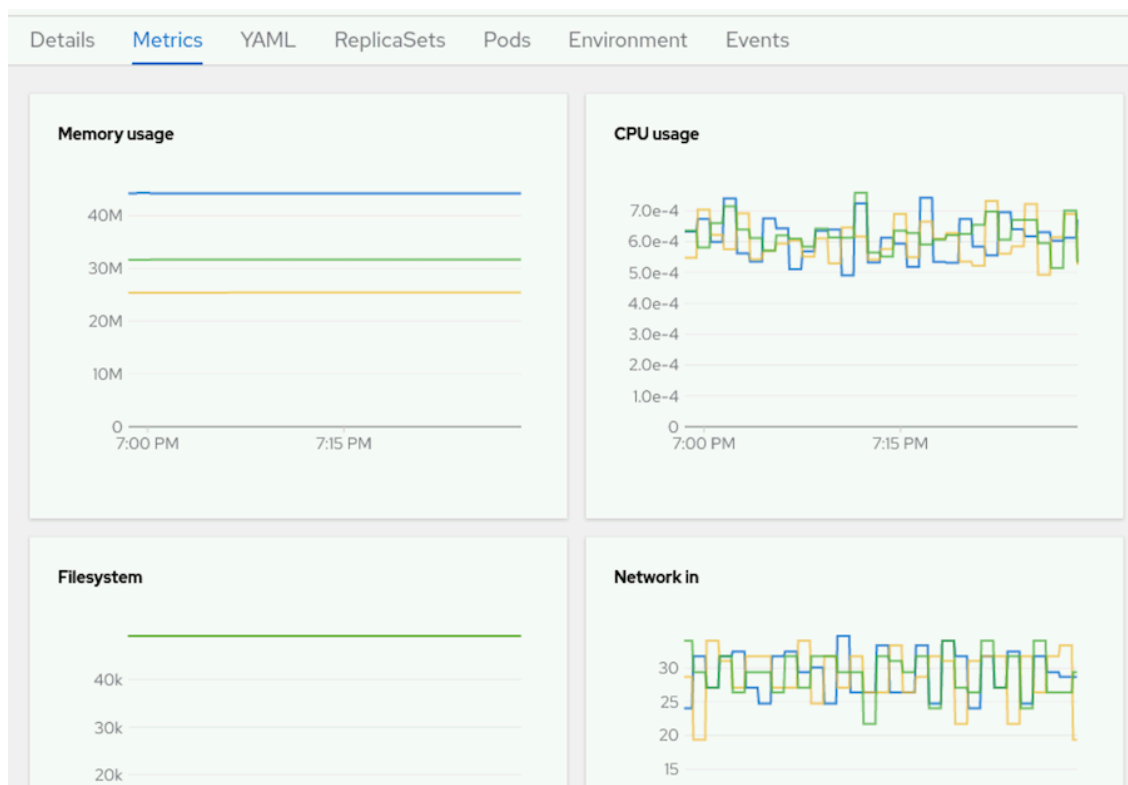 Details Metrics YAML ReplicaSets Pods Environment Events
Memory usage
40M
30M
20M
10M
0
7:00 PM 7:15 PM
CPU usage
7.0e-4
6.0e-4
5.0e-4
4.0e-4
3.0e-4
2.0e-4
1.0e-4
0
7:00 PM 7:15 PM
Filesystem
40k
30k
20k
Network in
30
25
20
15